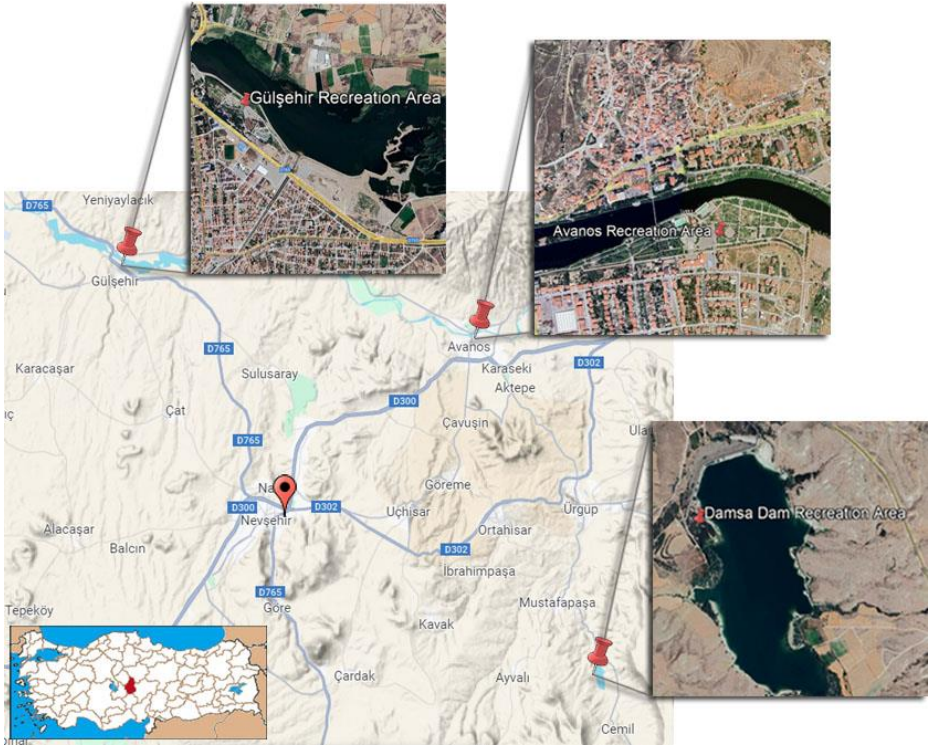 Gülşehir Recreation Area
Avanos Recreation Area
D765
Yeniyaylacık
Gülşehir
Avanos
D765
D302
Karacaşar
Sulusaray
Karaseki
Aktepe
D300
Çat
Çavuşin
D765
Göreme
D300
D302
Uçhisar
Ürgup
Nevşehir
Ortahisar
Damsa Dam Recreation Area
Alacaşar
Balcın
D302
İbrahimpaşa
D765
Göre
Mustafapaşa
Tepeköy
Kavak
Çardak
Ayvalı
Cemil